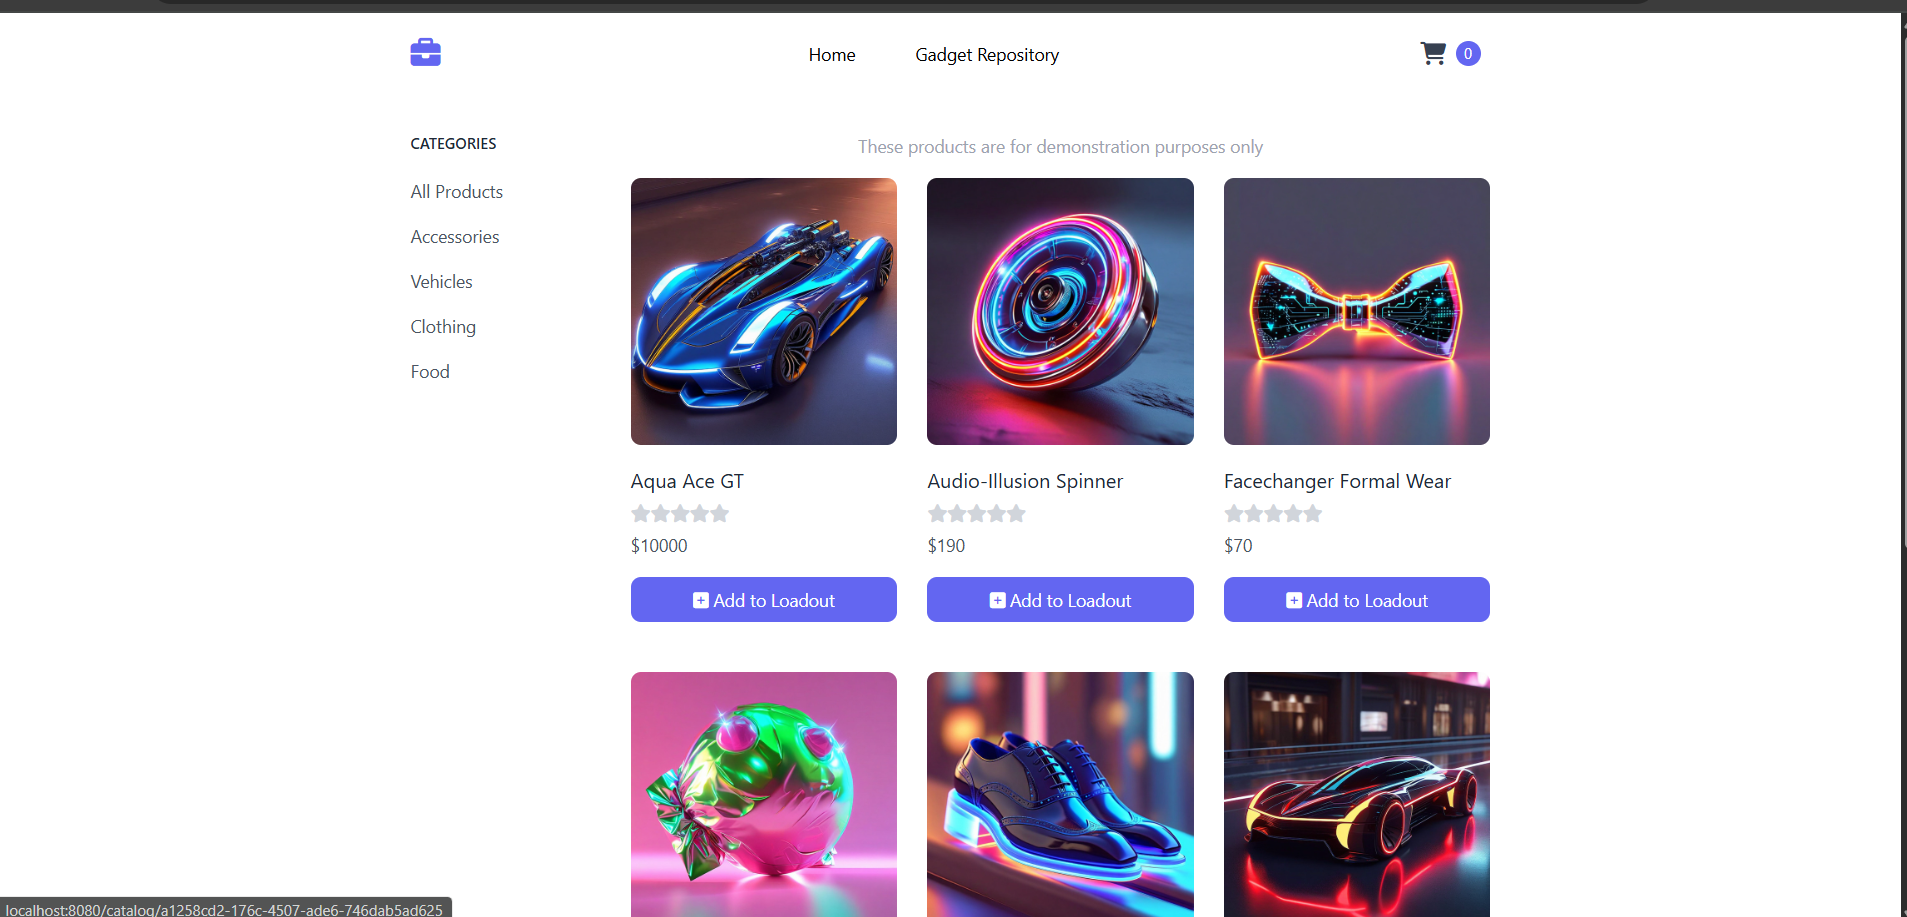 Home
Gadget Repository
0
CATEGORIES
All Products
Accessories
Vehicles
Clothing
Food
These products are for demonstration purposes only
Aqua Ace GT
$10000
Add to Loadout
Audio-Illusion Spinner
$190
Add to Loadout
Facechanger Formal Wear
$70
Add to Loadout
localhost:8080/catalog/a1258cd2-176c-4507-ade6-746dab5ad625